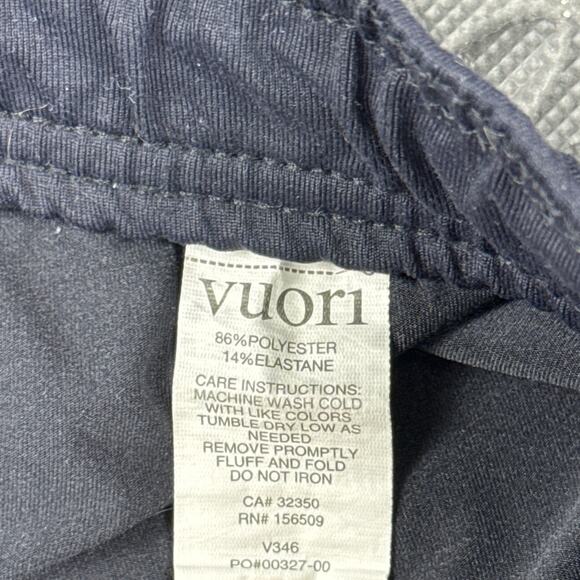 vuori
86%POLYESTER
14%ELASTANE
CARE INSTRUCTIONS:
MACHINE WASH COLD
WITH LIKE COLORS
TUMBLE DRY LOW AS
NEEDED
REMOVE PROMPTLY
FLUFF AND FOLD
DO NOT IRON
CA# 32350
RN# 156509
V346
PO#00327-00